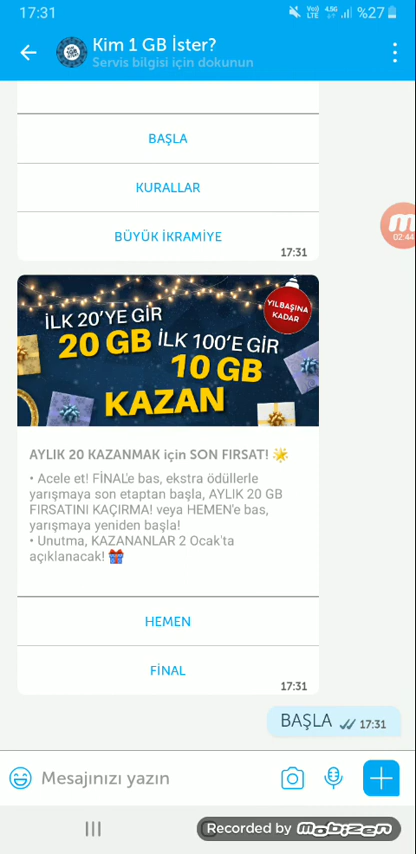 17:31
Vo)) LTE 4.5G %27
Kim 1 GB İster?
Servis bilgisi için dokunun
BAŞLA
KURALLAR
BÜYÜK İKRAMİYE
17:31
02:44
YILBAŞINA
KADAR
İLK 20'YE GİR
20 GB İLK 100'E GİR
10 GB
KAZAN
AYLIK 20 KAZANMAK için SON FIRSAT! 🌟
• Acele et! FİNAL'e bas, ekstra ödüllerle
yarışmaya son etaptan başla, AYLIK 20 GB
FIRSATINI KAÇIRMA! veya HEMEN'e bas,
yarışmaya yeniden başla!
• Unutma, KAZANANLAR 2 Ocak'ta
açıklanacak! 🎁
HEMEN
FİNAL
17:31
BAŞLA 17:31
Mesajınızı yazın
Recorded by mobizen